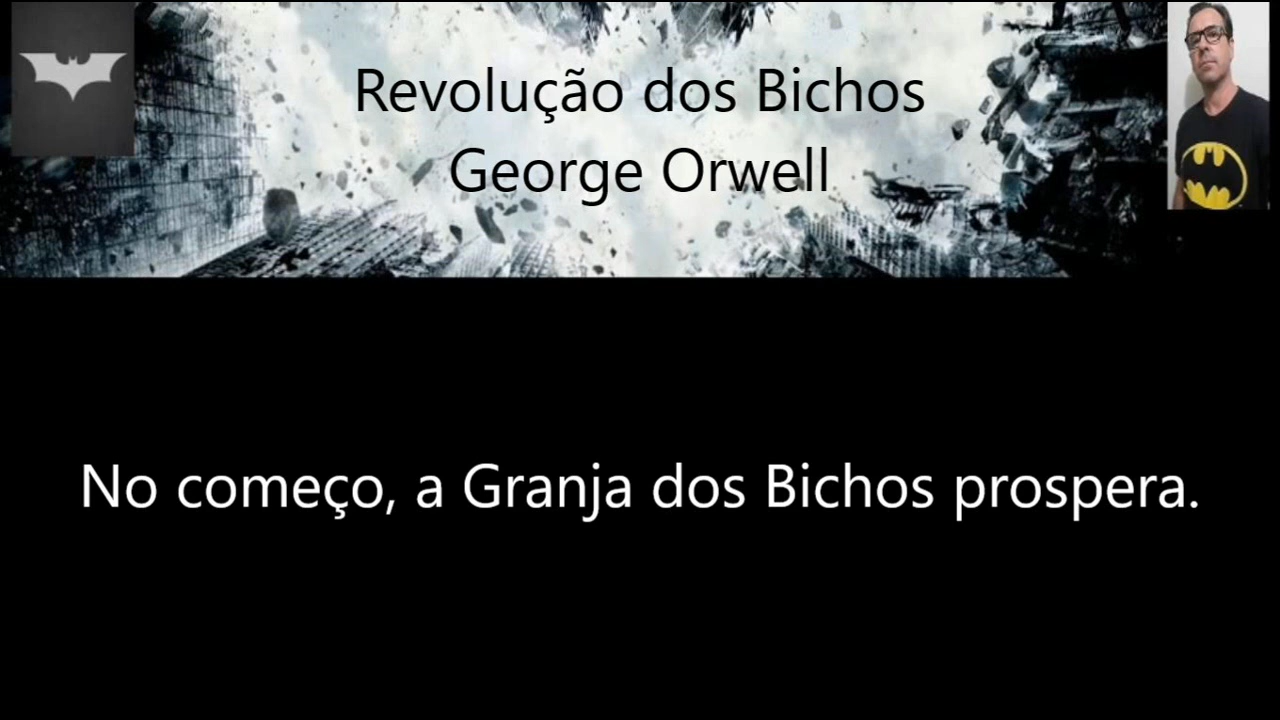 Revolução dos Bichos
George Orwell
No começo, a Granja dos Bichos prospera.